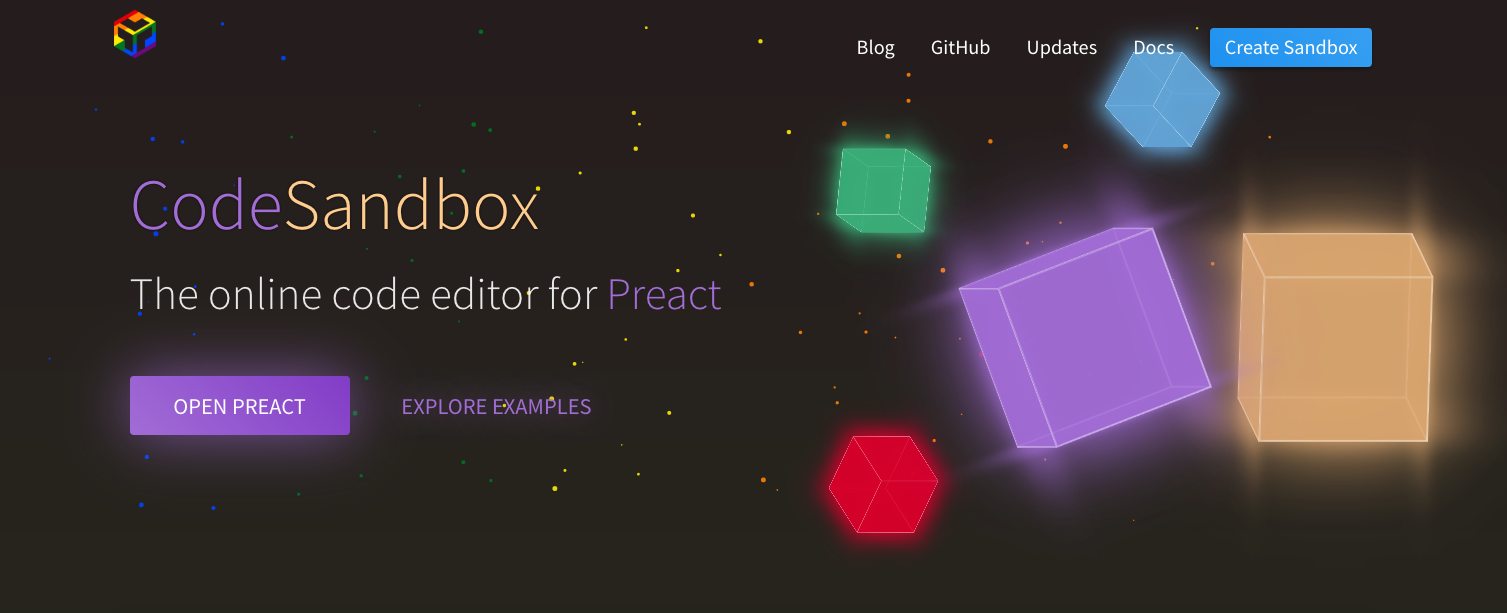 Blog GitHub Updates Docs Create Sandbox
CodeSandbox
The online code editor for Preact
OPEN PREACT EXPLORE EXAMPLES